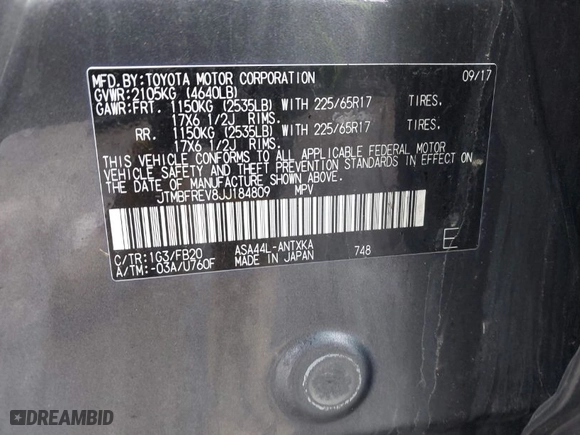 MFD.BY:TOYOTA MOTOR CORPORATION 09/17
GVWR:2105KG (4640LB)
GAWR:FRT. 1150KG (2535LB) WITH 225/65R17 TIRES,
17X6 1/2J RIMS.
RR. 1150KG (2535LB) WITH 225/65R17 TIRES,
17X6 1/2J RIMS.
THIS VEHICLE CONFORMS TO ALL APPLICABLE FEDERAL MOTOR
VEHICLE SAFETY AND THEFT PREVENTION STANDARDS IN EFFECT
ON THE DATE OF MANUFACTURE SHOWN ABOVE.
JTMBFREV8JJ184809 MPV
C/TR:1G3/FB20 ASA44L-ANTXKA 748 E
A/TM:-03A/U760F MADE IN JAPAN
DREAMBID